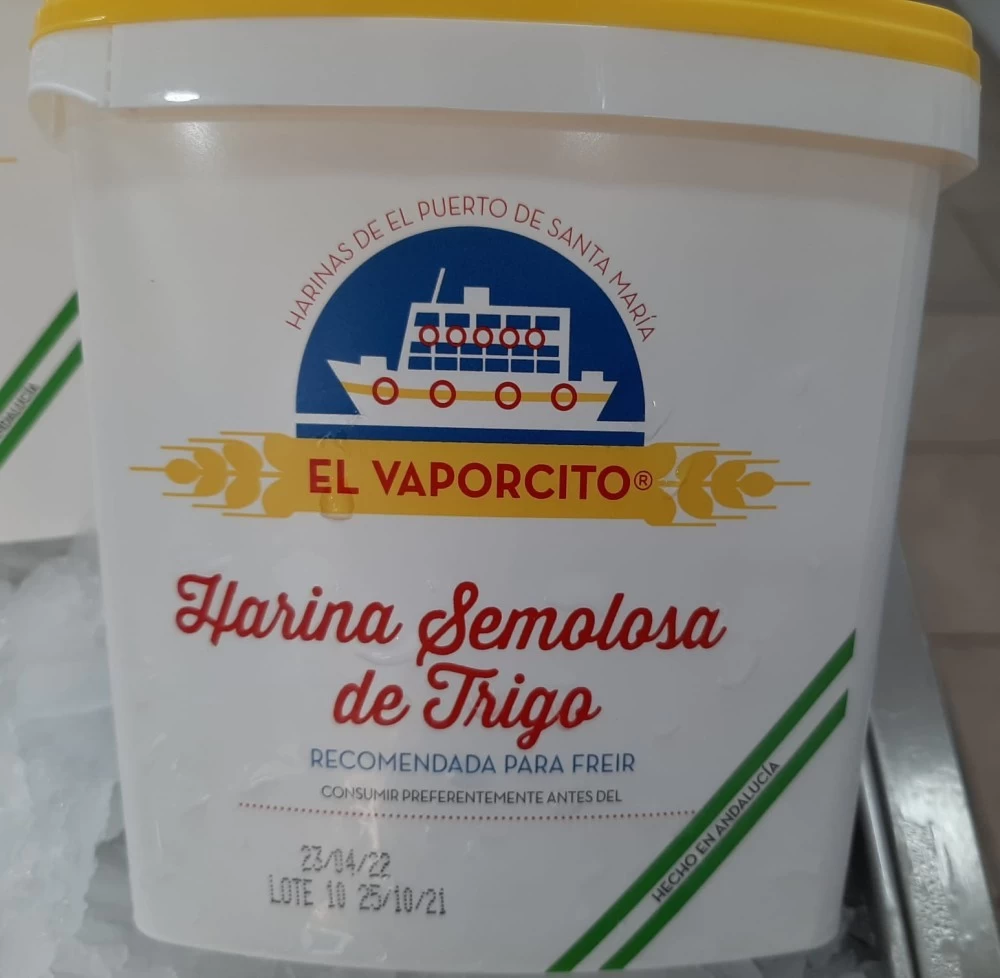 HARINAS DE EL PUERTO DE SANTA MARÍA
EL VAPORCITO®
Harina Semolosa
de Trigo
RECOMENDADA PARA FREIR
CONSUMIR PREFERENTEMENTE ANTES DEL
23/04/22
LOTE 10 25/10/21
HECHO EN ANDALUCÍA